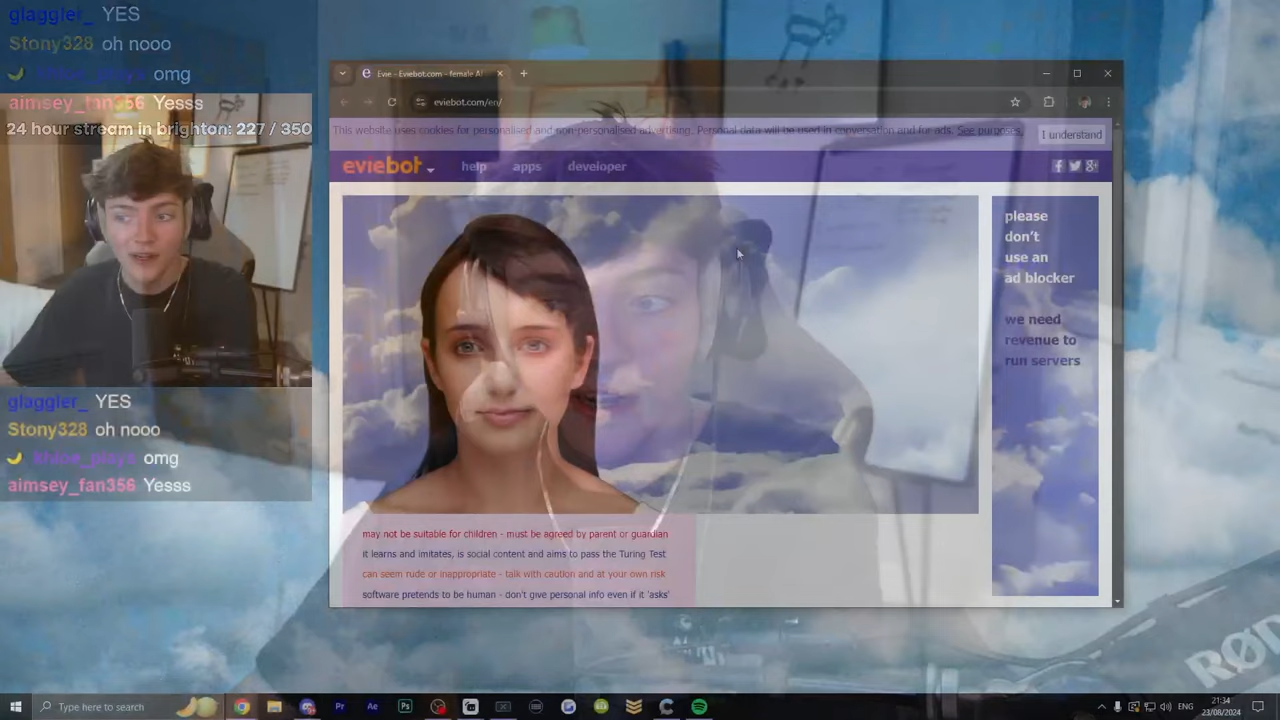 glaggler_ YES
Stony328 oh nooo
khloe_plays omg
aimsey_fan356 Yesss
24 hour stream in brighton: 227 / 350
glaggler_ YES
Stony328 oh nooo
khloe_plays omg
aimsey_fan356 Yesss
Evie - Eviebot.com - female AI
eviebot.com/en/
This website uses cookies for personalised and non-personalised advertising. Personal data will be used in conversation and for ads. See purposes.
I understand
eviebot help apps developer
please
don't
use an
ad blocker
we need
revenue to
run servers
may not be suitable for children - must be agreed by parent or guardian
it learns and imitates, is social content and aims to pass the Turing Test
can seem rude or inappropriate - talk with caution and at your own risk
software pretends to be human - don't give personal info even if it 'asks'
RØD
Type here to search
Pr
Ae
Ps
ENG
21:34
23/08/2024